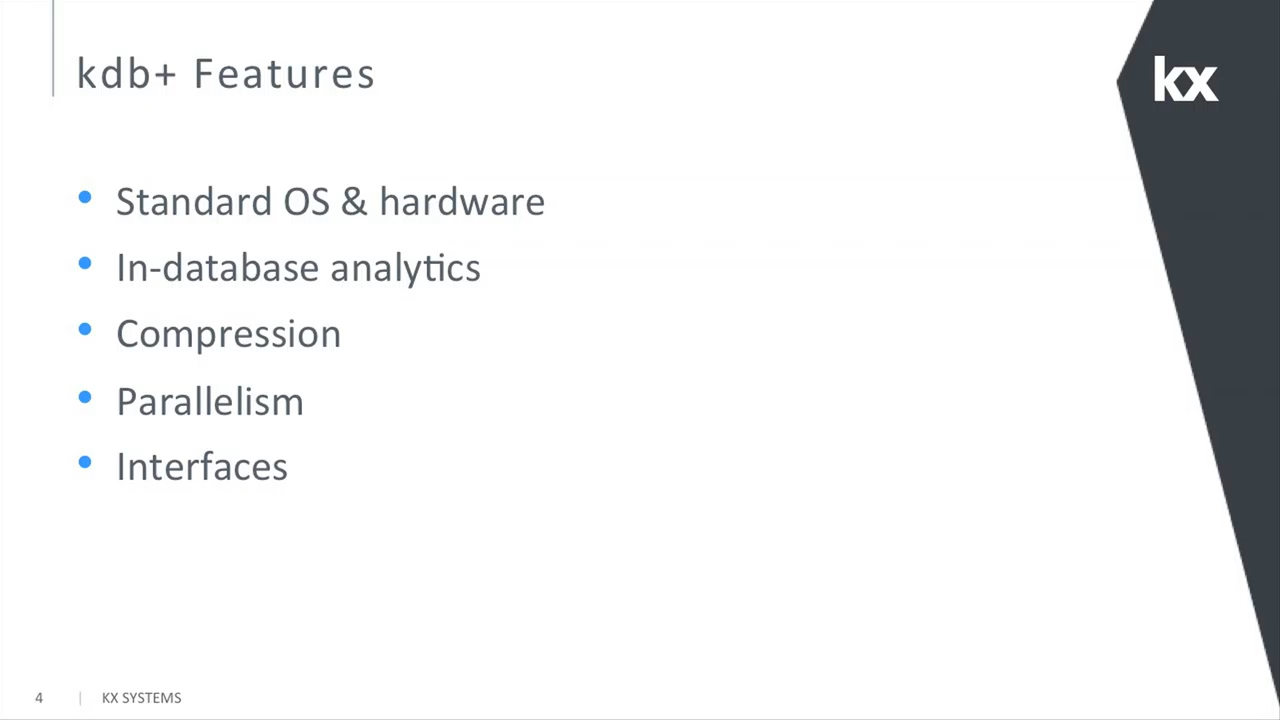 kdb+ Features
kx
• Standard OS & hardware
• In-database analytics
• Compression
• Parallelism
• Interfaces
4 | KX SYSTEMS